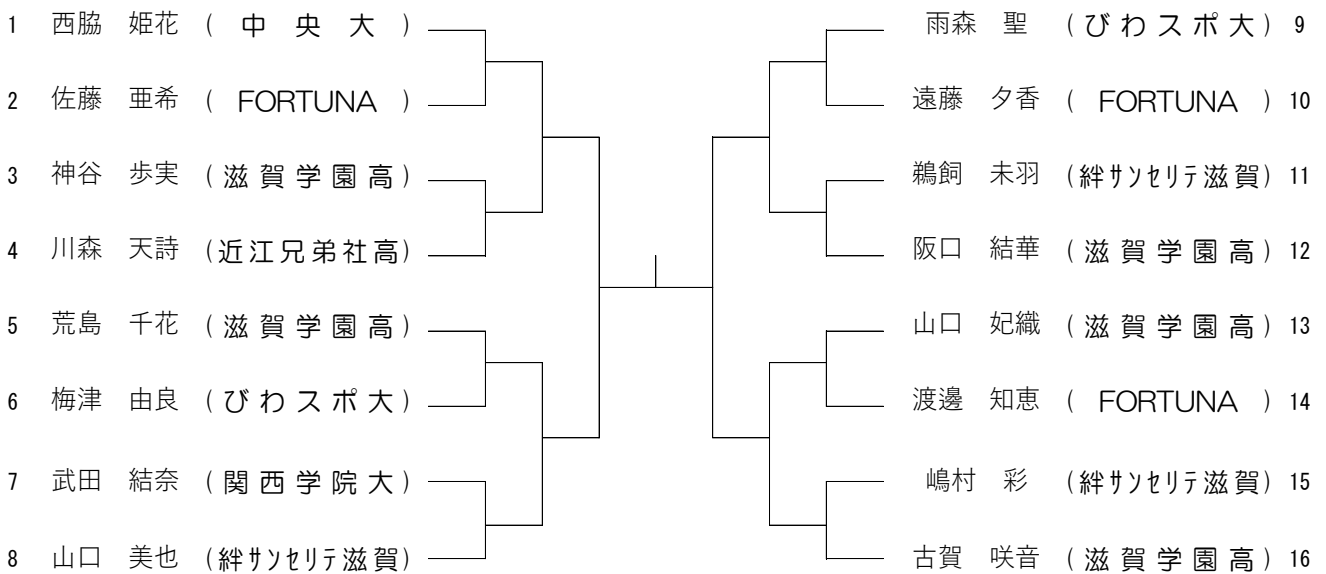 1 西脇 姫花 (中央大) 雨森 聖 (びわスポ大) 9
2 佐藤 亜希 (FORTUNA) 遠藤 夕香 (FORTUNA) 10
3 神谷 歩実 (滋賀学園高) 鵜飼 未羽 (絆サンセリテ滋賀) 11
4 川森 天詩 (近江兄弟社高) 阪口 結華 (滋賀学園高) 12
5 荒島 千花 (滋賀学園高) 山口 妃織 (滋賀学園高) 13
6 梅津 由良 (びわスポ大) 渡邊 知恵 (FORTUNA) 14
7 武田 結奈 (関西学院大) 嶋村 彩 (絆サンセリテ滋賀) 15
8 山口 美也 (絆サンセリテ滋賀) 古賀 咲音 (滋賀学園高) 16